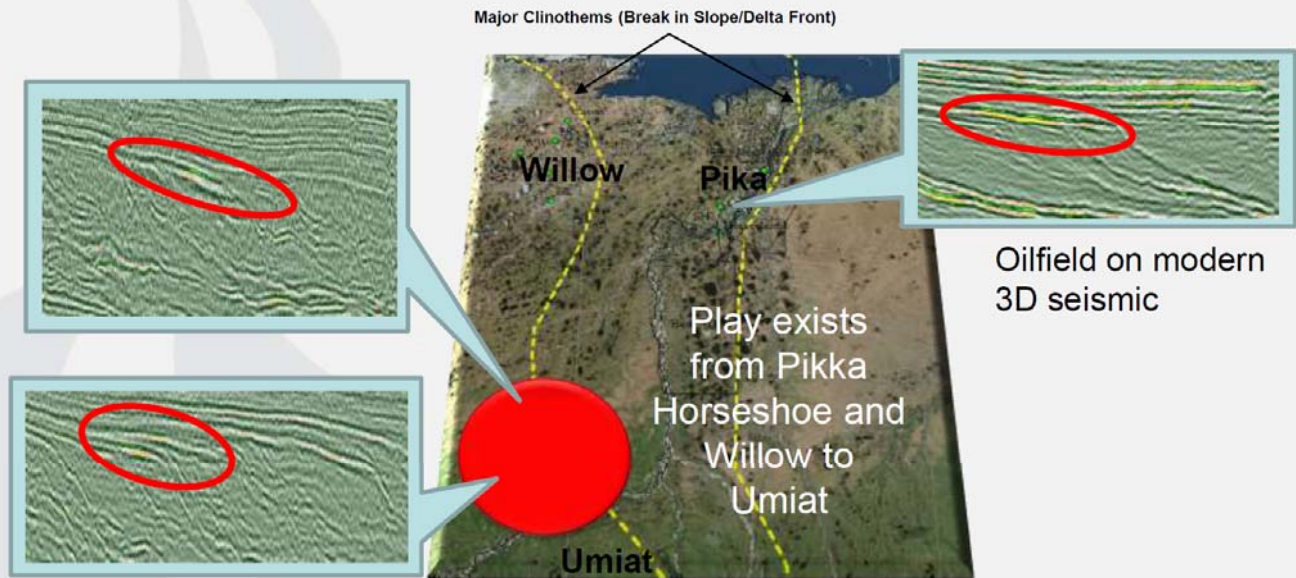 Major Clinothems (Break in Slope/Delta Front)
Willow
Pika
Oilfield on modern
3D seismic
Play exists
from Pikka
Horseshoe and
Willow to
Umiat
Umiat